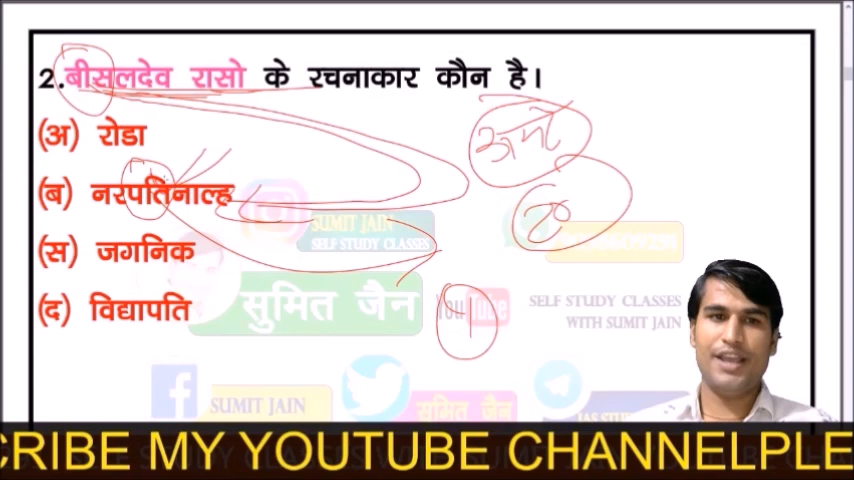 2.बीसलदेव रासो के रचनाकार कौन है।
(अ) रोडा
(ब) नरपतिनाल्ह
(स) जगनिक
(द) विद्यापति
SUMIT JAIN
SELF STUDY CLASSES
सुमित जैन
YouTube
SELF STUDY CLASSES
WITH SUMIT JAIN
SUMIT JAIN
सुमित जैन
CRIBE MY YOUTUBE CHANNELPLE